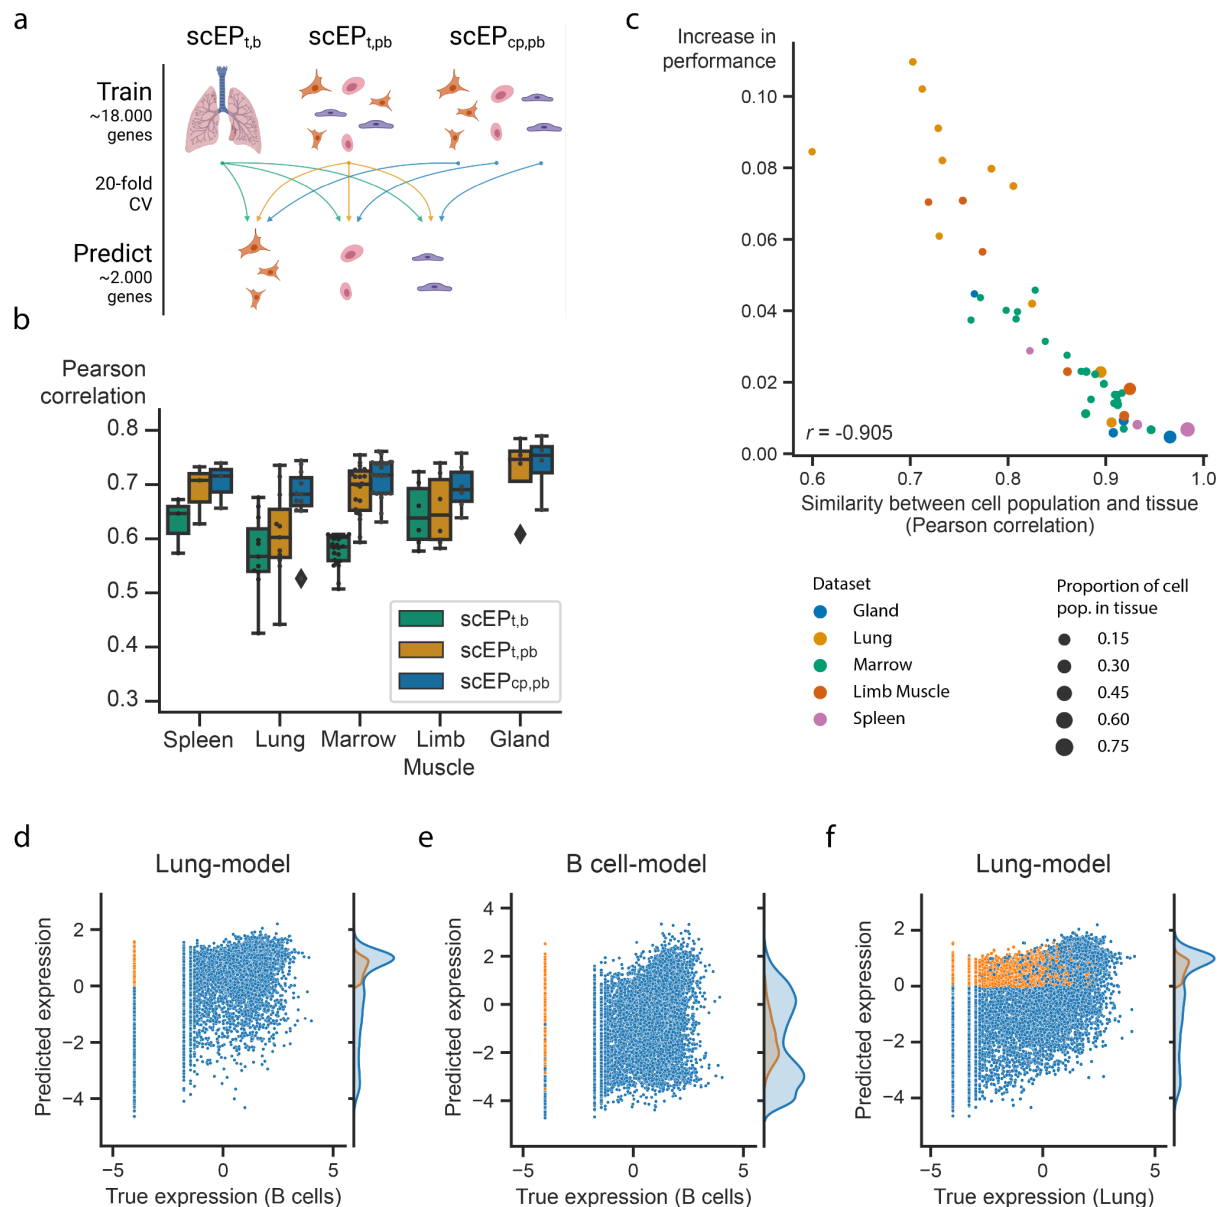 a
scEPt,b
scEPt,pb
scEPcp,pb
Train
~18.000
genes
20-fold
CV
Predict
~2.000
genes
b
Pearson
correlation
0.8
0.7
0.6
0.5
0.4
0.3
scEPt,b
scEPt,pb
scEPcp,pb
Spleen
Lung
Marrow
Limb
Muscle
Gland
c
Increase in
performance
0.10
0.08
0.06
0.04
0.02
0.00
r = -0.905
0.6
0.7
0.8
0.9
1.0
Similarity between cell population and tissue
(Pearson correlation)
Dataset
Gland
Lung
Marrow
Limb Muscle
Spleen
Proportion of cell
pop. in tissue
0.15
0.30
0.45
0.60
0.75
d
Lung-model
Predicted expression
2
0
−2
−4
−5
0
5
True expression (B cells)
e
B cell-model
Predicted expression
4
2
0
−2
−4
−5
0
5
True expression (B cells)
f
Lung-model
Predicted expression
2
0
−2
−4
−5
0
5
True expression (Lung)